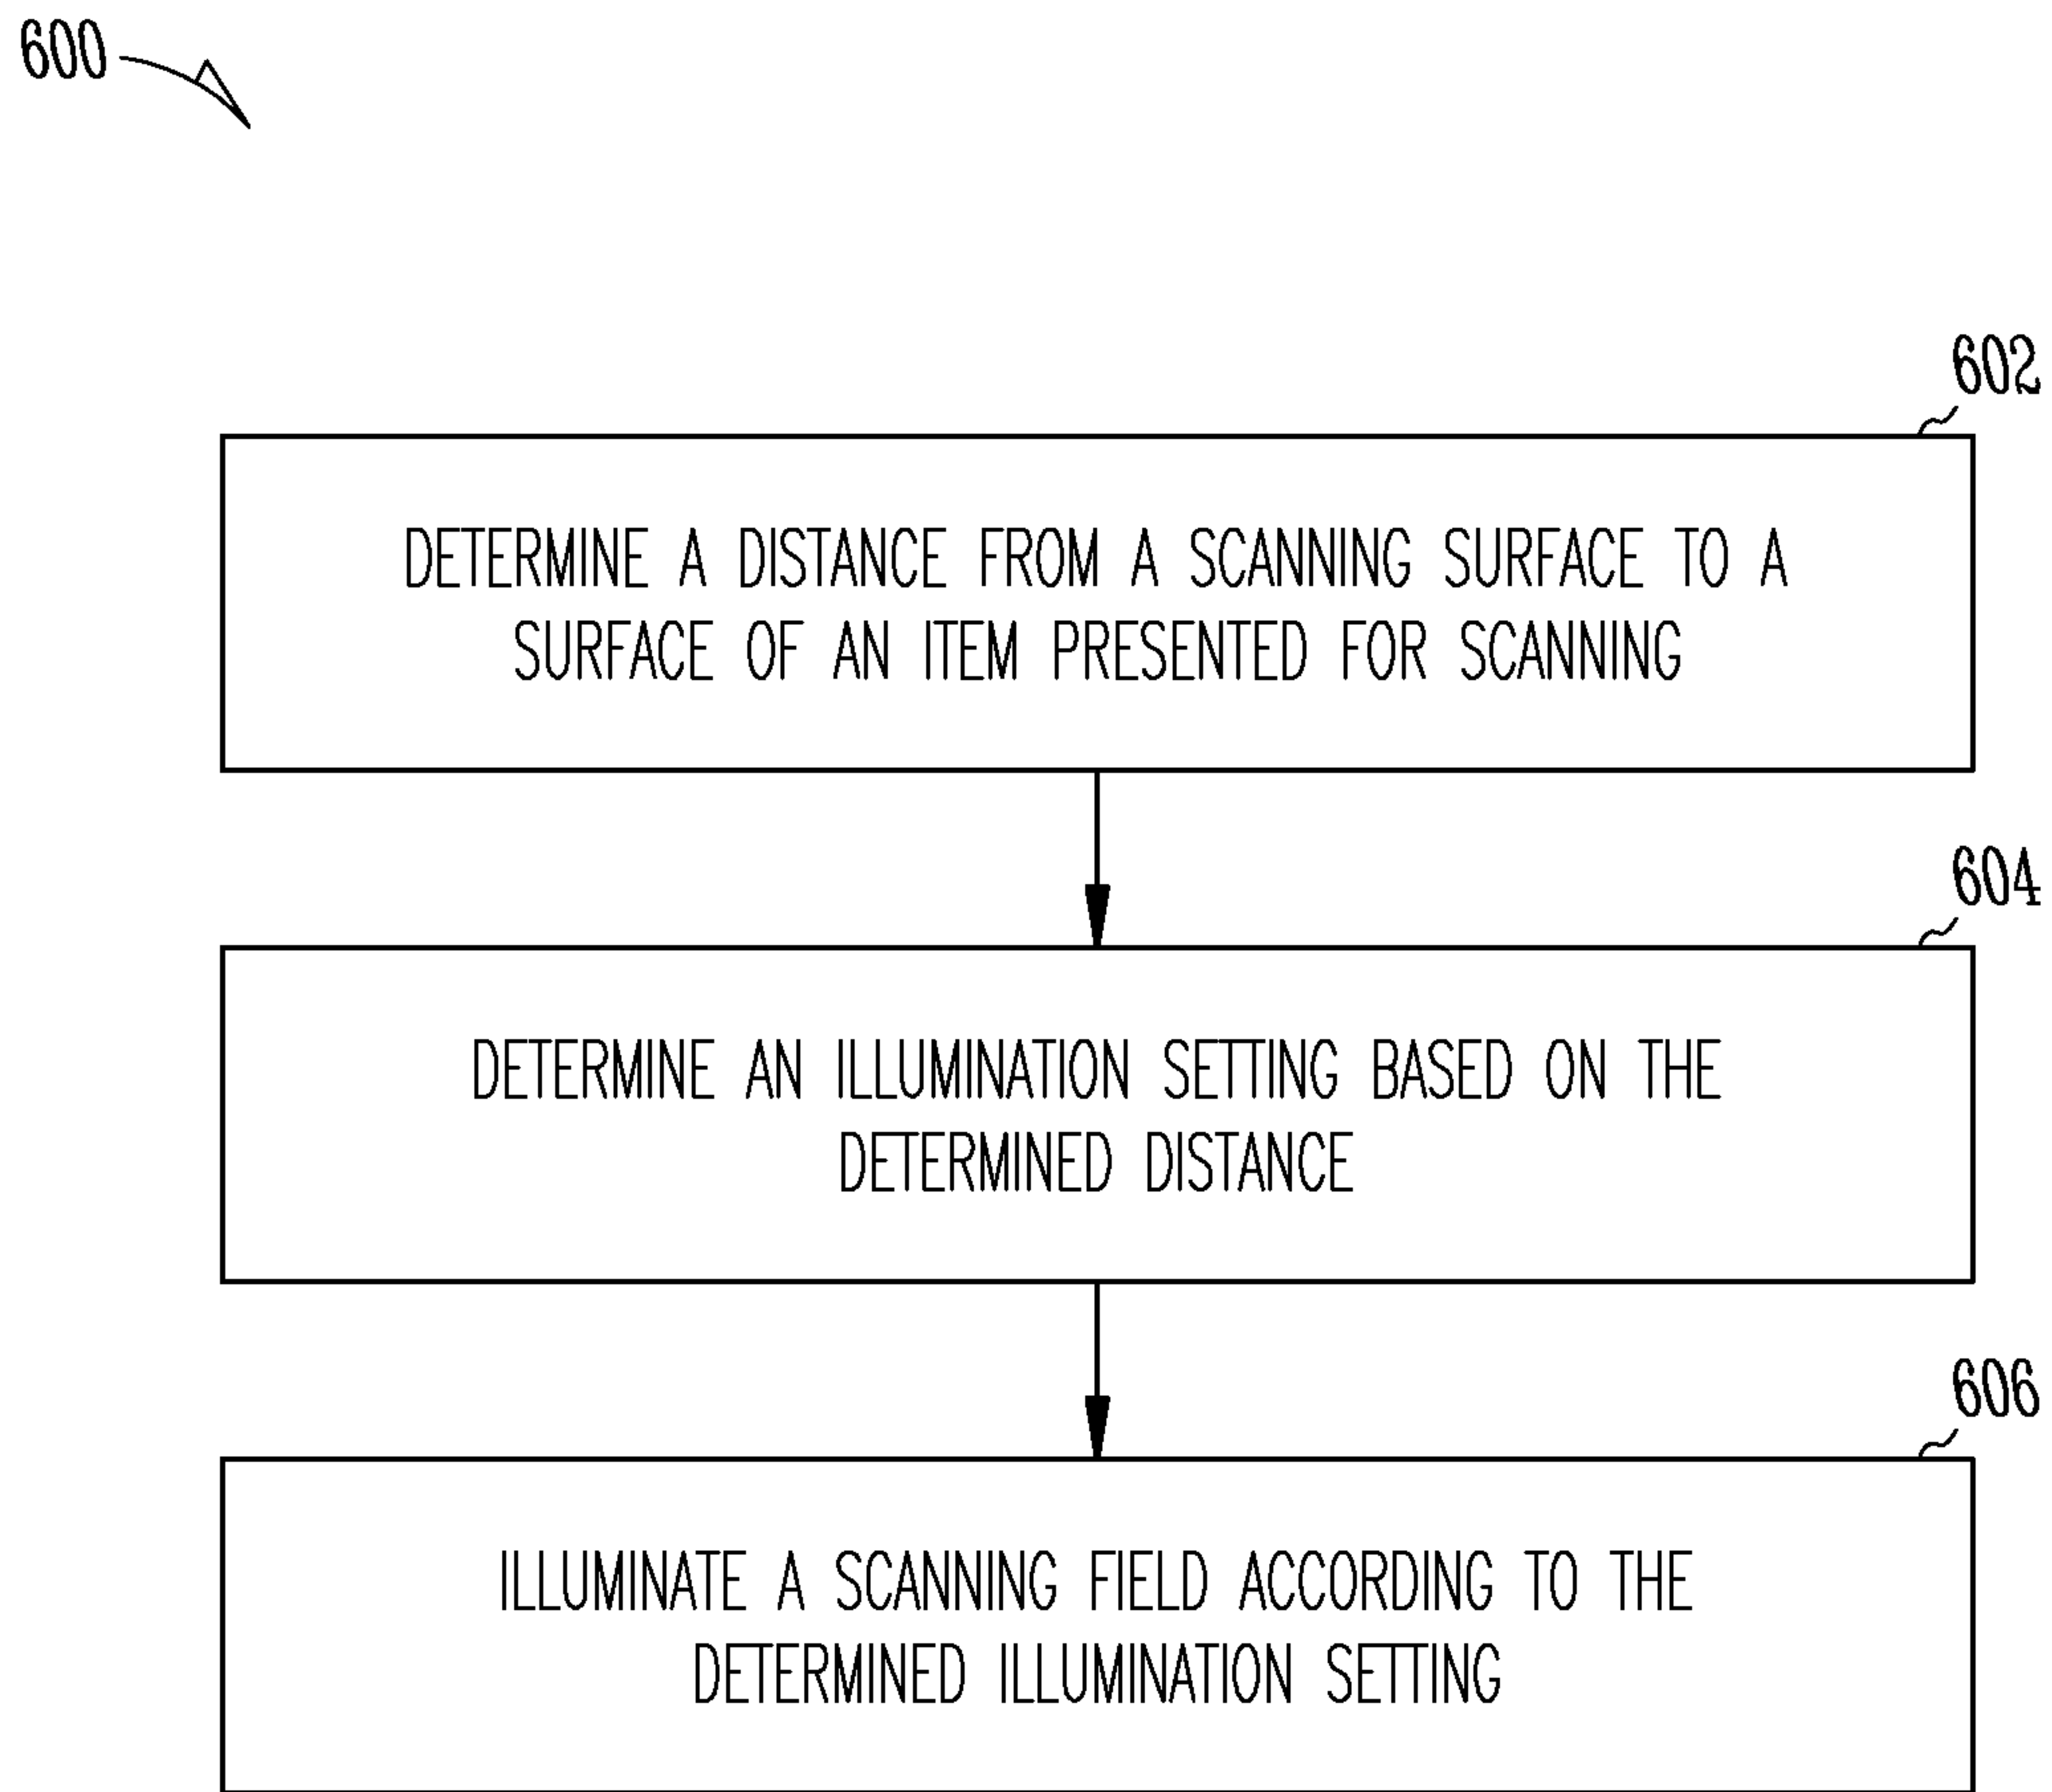 600
602
DETERMINE A DISTANCE FROM A SCANNING SURFACE TO A
SURFACE OF AN ITEM PRESENTED FOR SCANNING
604
DETERMINE AN ILLUMINATION SETTING BASED ON THE
DETERMINED DISTANCE
606
ILLUMINATE A SCANNING FIELD ACCORDING TO THE
DETERMINED ILLUMINATION SETTING